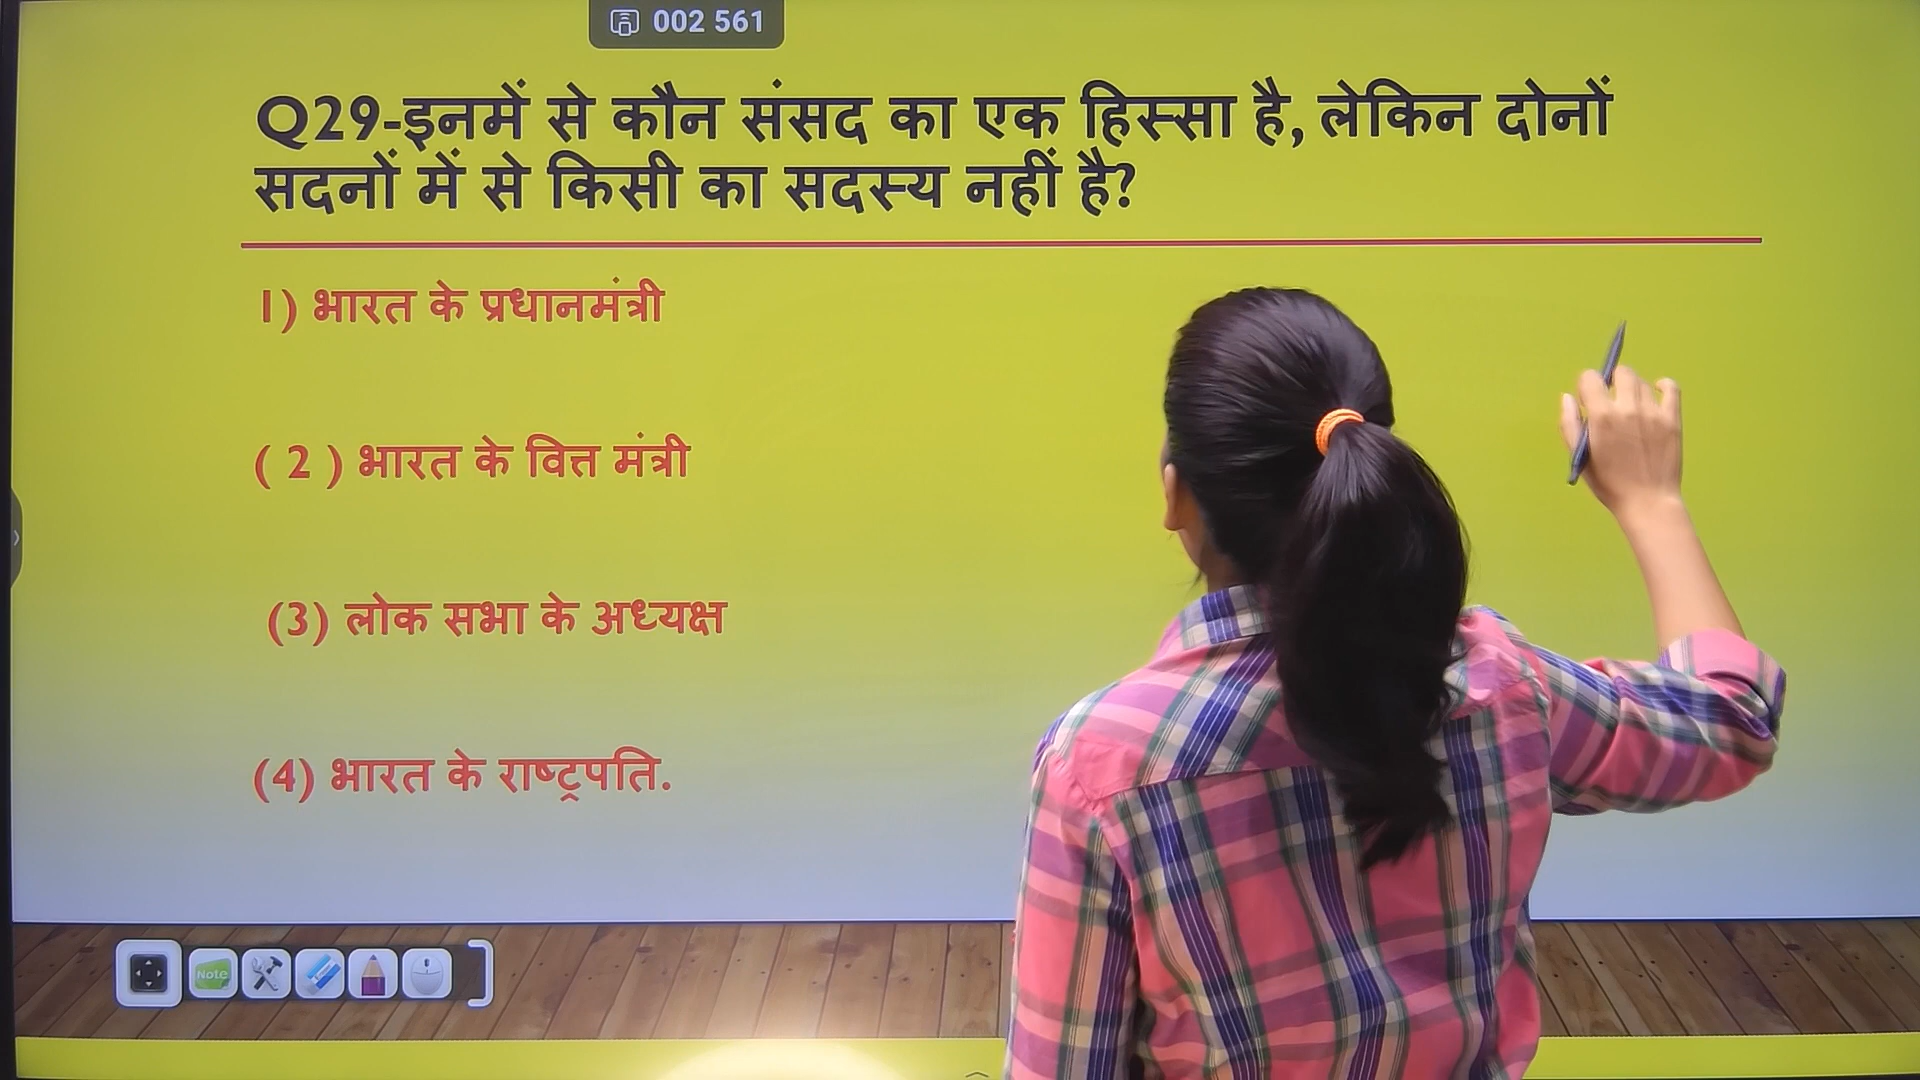 002 561
Q29-इनमें से कौन संसद का एक हिस्सा है, लेकिन दोनों
सदनों में से किसी का सदस्य नहीं है?
1) भारत के प्रधानमंत्री
( 2 ) भारत के वित्त मंत्री
(3) लोक सभा के अध्यक्ष
(4) भारत के राष्ट्रपति.
Note